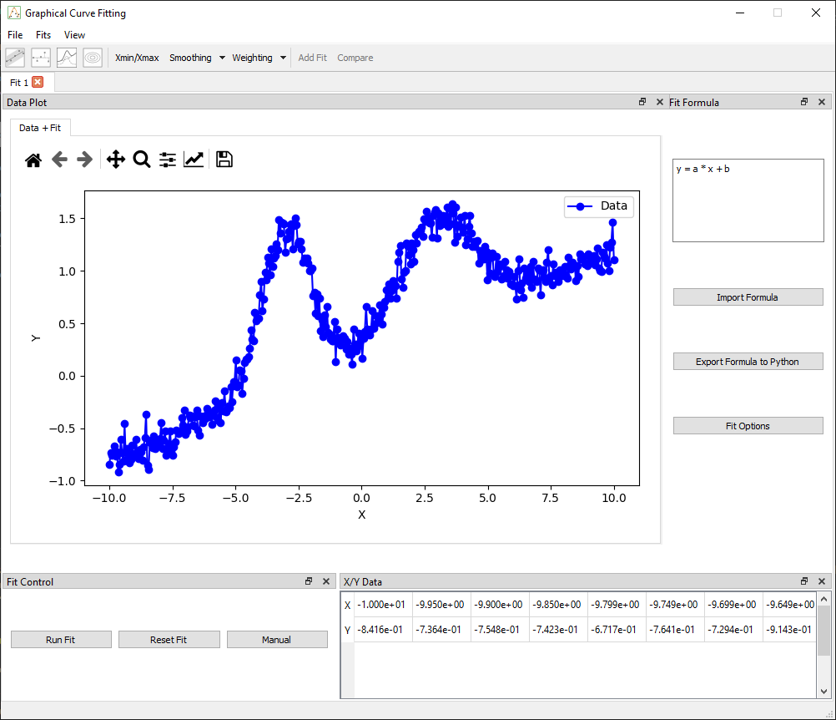 Graphical Curve Fitting
File Fits View
Xmin/Xmax Smoothing Weighting Add Fit Compare
Fit 1
Data Plot
Fit Formula
Data + Fit
y = a * x + b
Data
1.5
1.0
0.5
0.0
−0.5
−1.0
Y
−10.0 −7.5 −5.0 −2.5 0.0 2.5 5.0 7.5 10.0
X
Import Formula
Export Formula to Python
Fit Options
Fit Control
Run Fit Reset Fit Manual
X/Y Data
X -1.000e+01 -9.950e+00 -9.900e+00 -9.850e+00 -9.799e+00 -9.749e+00 -9.699e+00 -9.649e+00
Y -8.416e-01 -7.364e-01 -7.548e-01 -7.423e-01 -6.717e-01 -7.641e-01 -7.294e-01 -9.143e-01